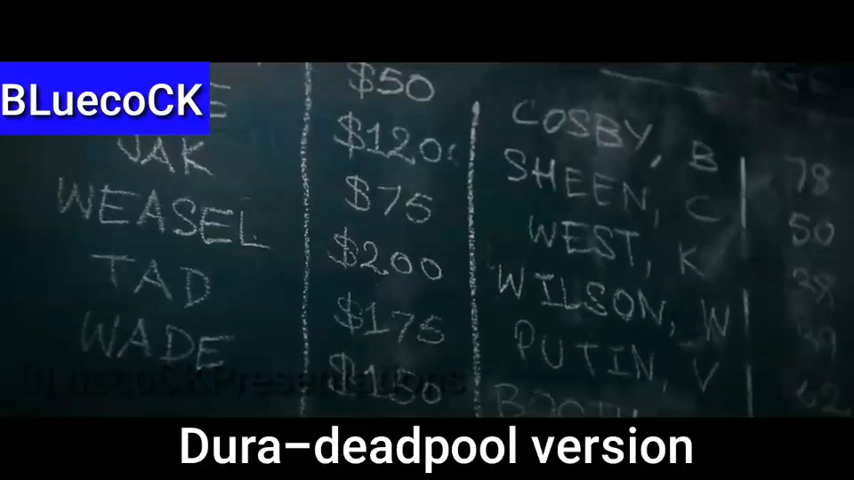 BLuecoCK
$50
JAK $120 COSBY, B 78
WEASEL $75 SHEEN, C 50
TAD $200 WEST, K
WADE $175 WILSON, W
PUTIN, V
BLuecoCKPresentations
Dura-deadpool version